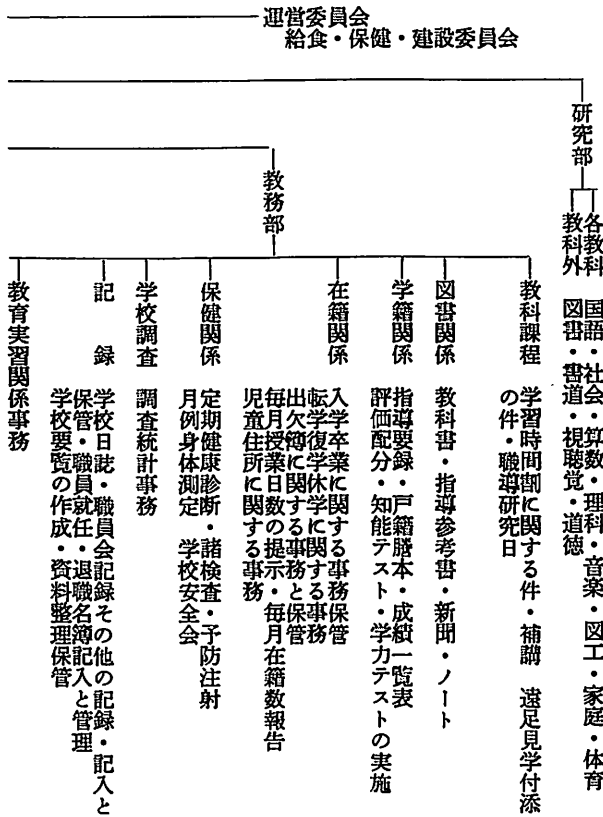 運営委員会
給食・保健・建設委員会
研究部
各教科 国語・社会・算数・理科・音楽・図工・家庭・体育
教科外 図書・書道・視聴覚・道徳
教務部
教科課程 学習時間割に関する件・補講 遠足見学付添
の件・職導研究日
図書関係 教科書・指導参考書・新聞・ノート
学籍関係 指導要録・戸籍謄本・成績一覧表
評価配分・知能テスト・学力テストの実施
在籍関係 入学卒業に関する事務保管
転学復学休学に関する事務
出欠簿に関する事務と保管
毎月授業日数の提示・毎月在籍数報告
児童住所に関する事務
保健関係 定期健康診断・諸検査・予防注射
月例身体測定 学校安全会
学校調査 調査統計事務
記録 学校日誌・職員会記録その他の記録・記入と
保管・職員就任・退職名簿記入と管理
学校要覧の作成・資料整理保管
教育実習関係事務